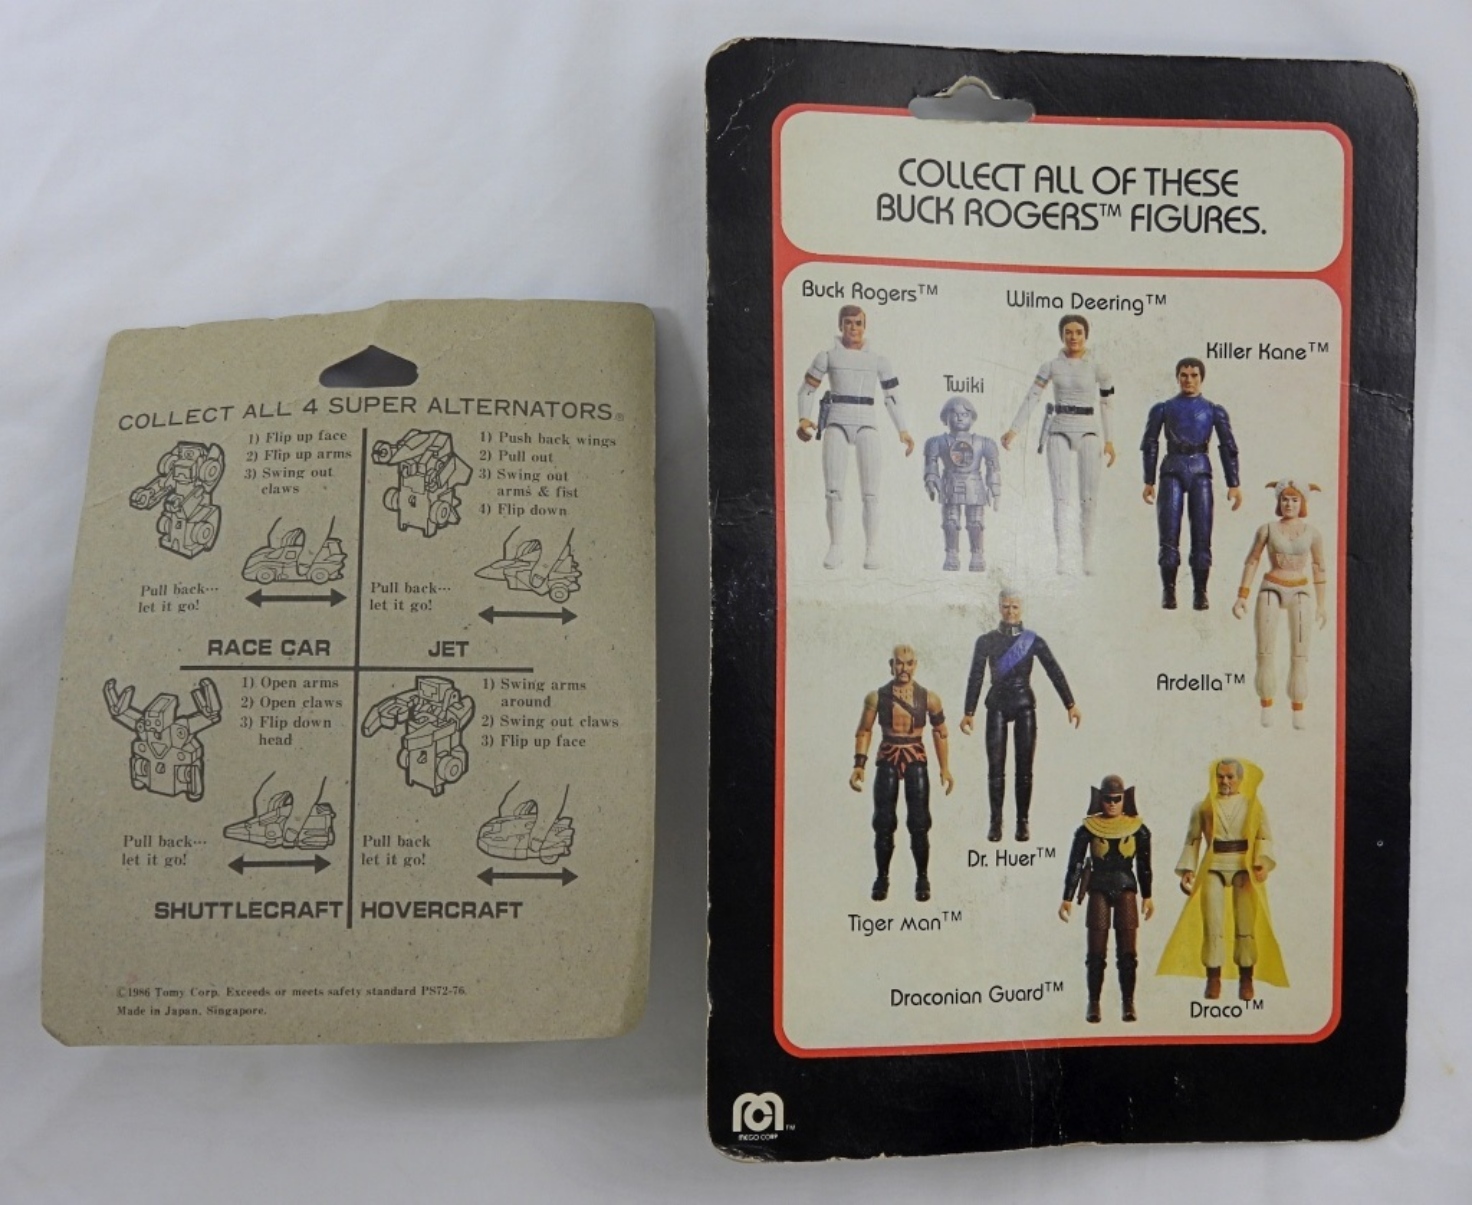 COLLECT ALL 4 SUPER ALTERNATORS®
1) Flip up face
2) Flip up arms
3) Swing out
claws
Pull back···
let it go!
RACE CAR
1) Push back wings
2) Pull out
3) Swing out
arms & fist
4) Flip down
Pull back···
let it go!
JET
1) Open arms
2) Open claws
3) Flip down
head
Pull back···
let it go!
SHUTTLECRAFT
1) Swing arms
around
2) Swing out claws
3) Flip up face
Pull back
let it go!
HOVERCRAFT
©1986 Tomy Corp. Exceeds or meets safety standard PS72-76.
Made in Japan, Singapore.
COLLECT ALL OF THESE
BUCK ROGERS™ FIGURES.
Buck Rogers™
Wilma Deering™
Killer Kane™
Twiki
Ardella™
Dr. Huer™
Tiger Man™
Draconian Guard™
Draco™
MEGO CORP ™